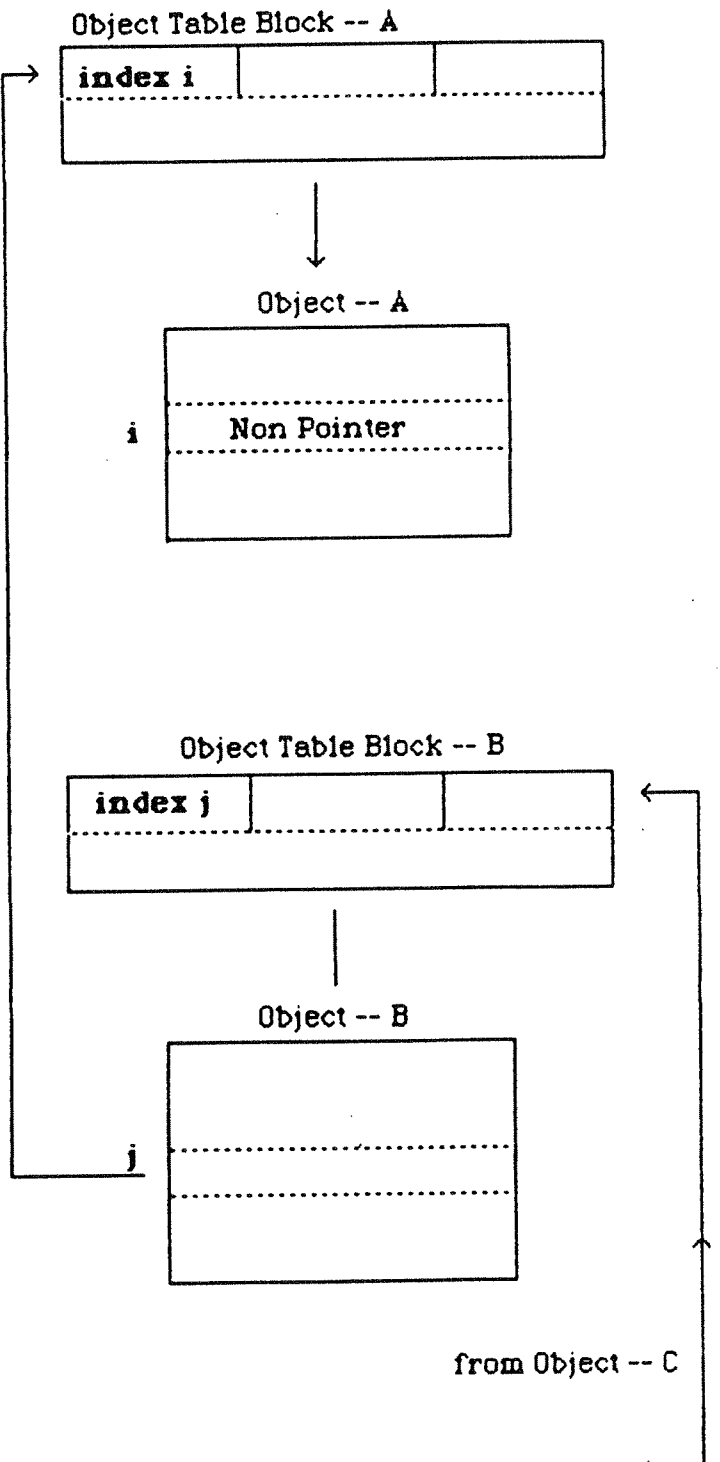 Object Table Block -- A
index i
Object -- A
i Non Pointer
Object Table Block -- B
index j
Object -- B
j
from Object -- C